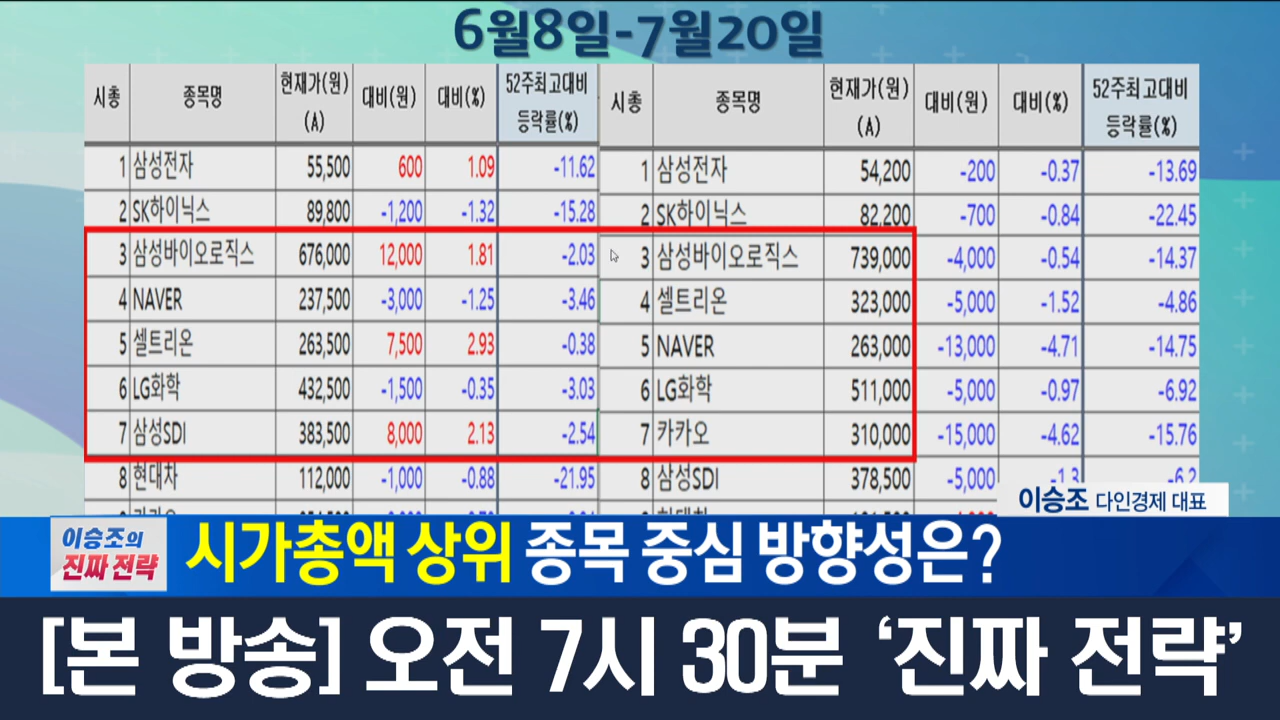 6월8일-7월20일
시총 종목명 현재가(원)(A) 대비(원) 대비(%) 52주최고대비 등락률(%) 시총 종목명 현재가(원)(A) 대비(원) 대비(%) 52주최고대비 등락률(%)
1 삼성전자 55,500 600 1.09 -11.62 1 삼성전자 54,200 -200 -0.37 -13.69
2 SK하이닉스 89,800 -1,200 -1.32 -15.28 2 SK하이닉스 82,200 -700 -0.84 -22.45
3 삼성바이오로직스 676,000 12,000 1.81 -2.03 3 삼성바이오로직스 739,000 -4,000 -0.54 -14.37
4 NAVER 237,500 -3,000 -1.25 -3.46 4 셀트리온 323,000 -5,000 -1.52 -4.86
5 셀트리온 263,500 7,500 2.93 -0.38 5 NAVER 263,000 -13,000 -4.71 -14.75
6 LG화학 432,500 -1,500 -0.35 -3.03 6 LG화학 511,000 -5,000 -0.97 -6.92
7 삼성SDI 383,500 8,000 2.13 -2.54 7 카카오 310,000 -15,000 -4.62 -15.76
8 현대차 112,000 -1,000 -0.88 -21.95 8 삼성SDI 378,500 -5,000 -1.3 -6.2
이승조 다인경제 대표
이승조의
진짜 전략
시가총액 상위 종목 중심 방향성은?
[본 방송] 오전 7시 30분 ‘진짜 전략’